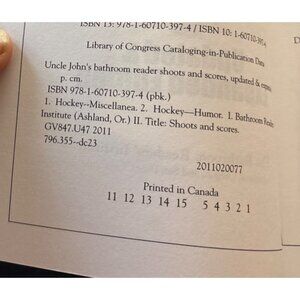 ISBN 13: 978-1-60710-397-4 / ISBN 10: 1-60710-397-4
Library of Congress Cataloging-in-Publication Data
Uncle John's bathroom reader shoots and scores, updated &
p. cm.
ISBN 978-1-60710-397-4 (pbk.)
1. Hockey--Miscellanea. 2. Hockey--Humor. I. Bathroom
Institute (Ashland, Or.) II. Title: Shoots and scores.
GV847.U47 2011
796.355--dc23
2011020077
Printed in Canada
11 12 13 14 15 5 4 3 2 1